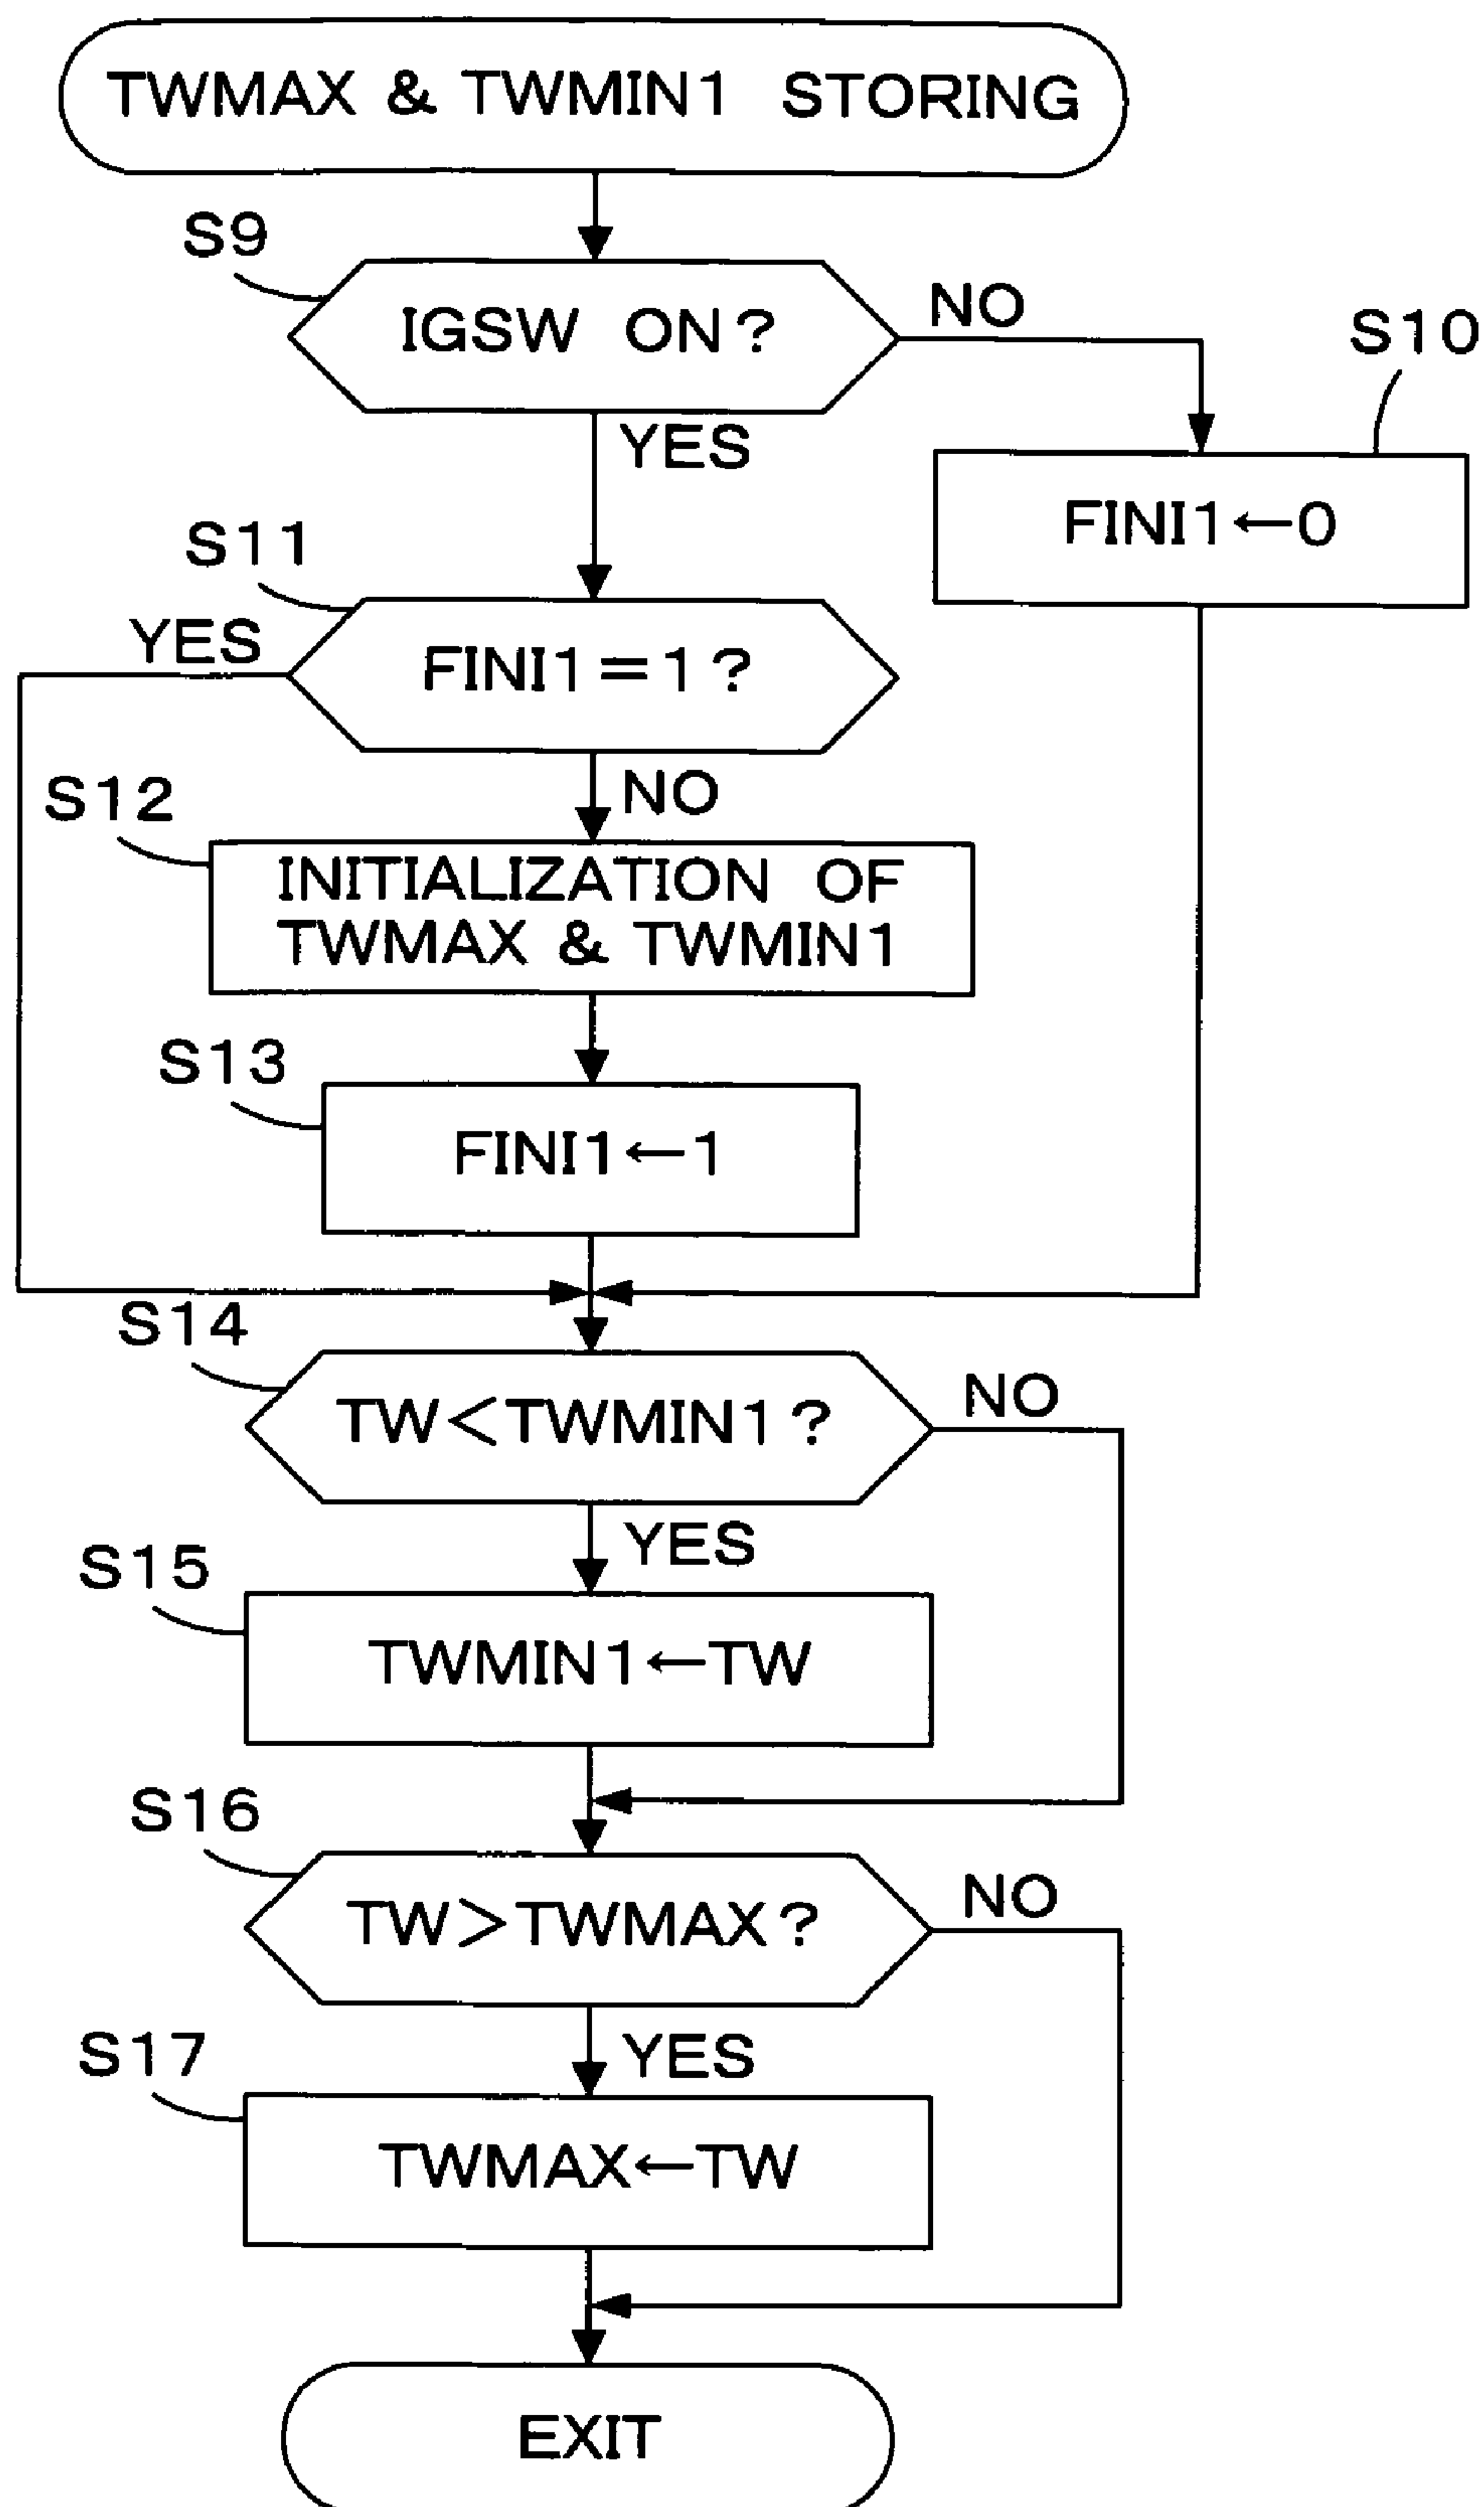 TWMAX & TWMIN1 STORING
S9
IGSW ON?
NO
S10
YES
FINI1←0
S11
YES
FINI1=1?
S12
NO
INITIALIZATION OF
TWMAX & TWMIN1
S13
FINI1←1
S14
TW<TWMIN1?
NO
S15
YES
TWMIN1←TW
S16
TW>TWMAX?
NO
S17
YES
TWMAX←TW
EXIT